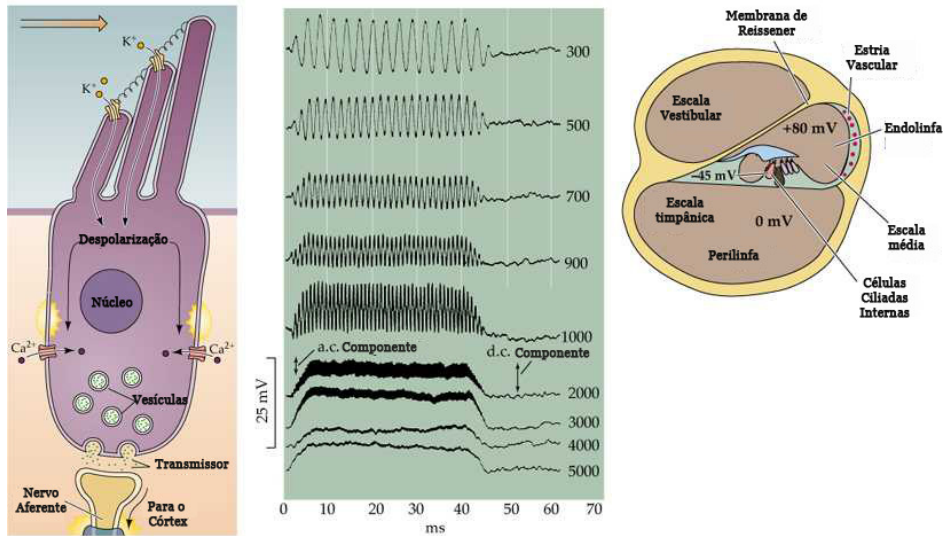 K+
K+
Despolarização
Núcleo
Ca2+
Ca2+
Vesículas
Transmissor
Nervo
Aferente
Para o
Córtex
300
500
700
900
1000
a.c. Componente
d.c. Componente
25 mV
2000
3000
4000
5000
0 10 20 30 40 50 60 70
ms
Membrana de
Reissener
Estria
Vascular
Escala
Vestibular
+80 mV
Endolinfa
–45 mV
Escala
timpânica
0 mV
Escala
média
Perilinfa
Células
Ciliadas
Internas